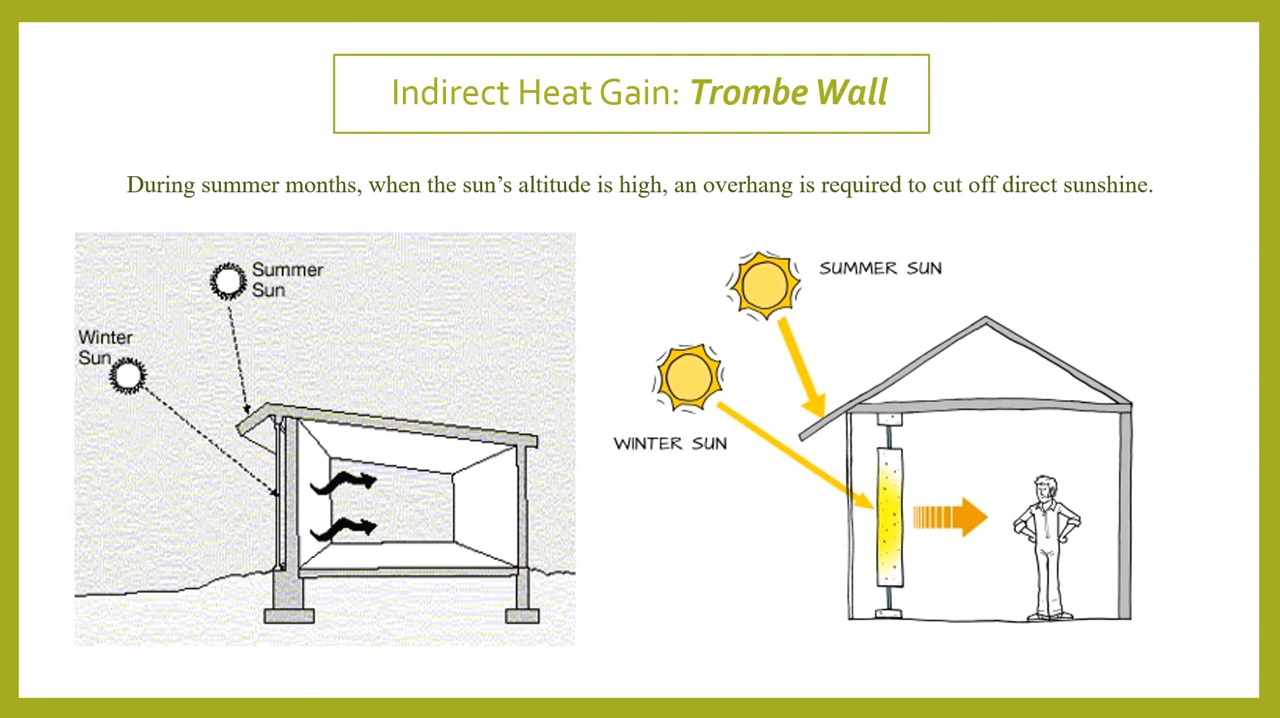 Indirect Heat Gain: Trombe Wall
During summer months, when the sun’s altitude is high, an overhang is required to cut off direct sunshine.
Summer
Sun
Winter
Sun
SUMMER SUN
WINTER SUN